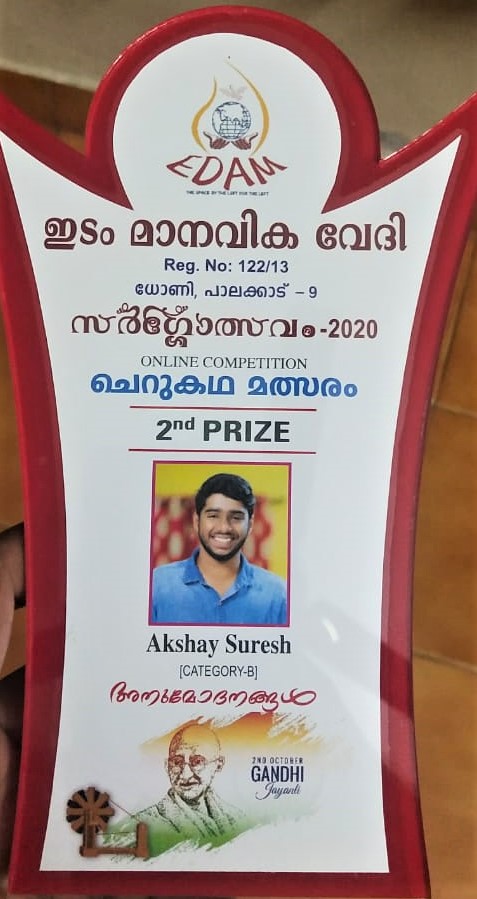 EDAM
THE SPACE BY THE LEFT FOR THE LEFT
ഇടം മാനവിക വേദി
Reg. No: 122/13
ധോണി, പാലക്കാട് – 9
സർഗ്ഗോത്സവം-2020
ONLINE COMPETITION
ചെറുകഥ മത്സരം
2nd PRIZE
Akshay Suresh
[CATEGORY-B]
അനുമോദനങ്ങൾ
2ND OCTOBER
GANDHI
Jayanti